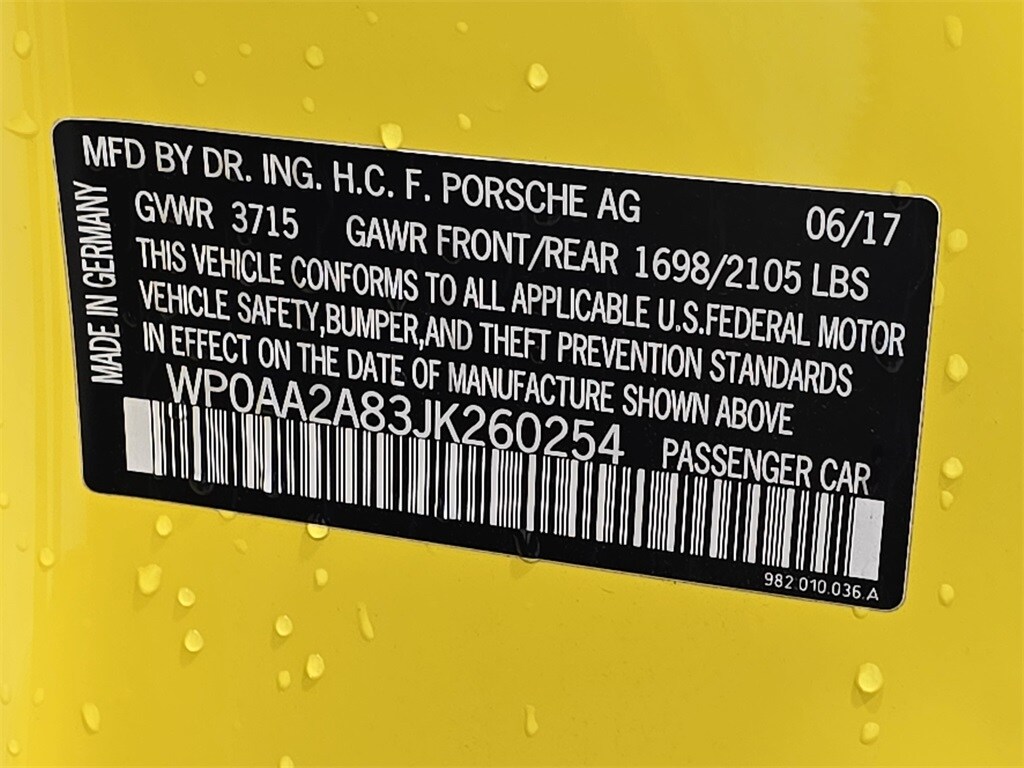 MFD BY DR. ING. H.C. F. PORSCHE AG 06/17
MADE IN GERMANY
GVWR 3715 GAWR FRONT/REAR 1698/2105 LBS
THIS VEHICLE CONFORMS TO ALL APPLICABLE U.S.FEDERAL MOTOR
VEHICLE SAFETY,BUMPER,AND THEFT PREVENTION STANDARDS
IN EFFECT ON THE DATE OF MANUFACTURE SHOWN ABOVE
WP0AA2A83JK260254 PASSENGER CAR
982.010.036.A